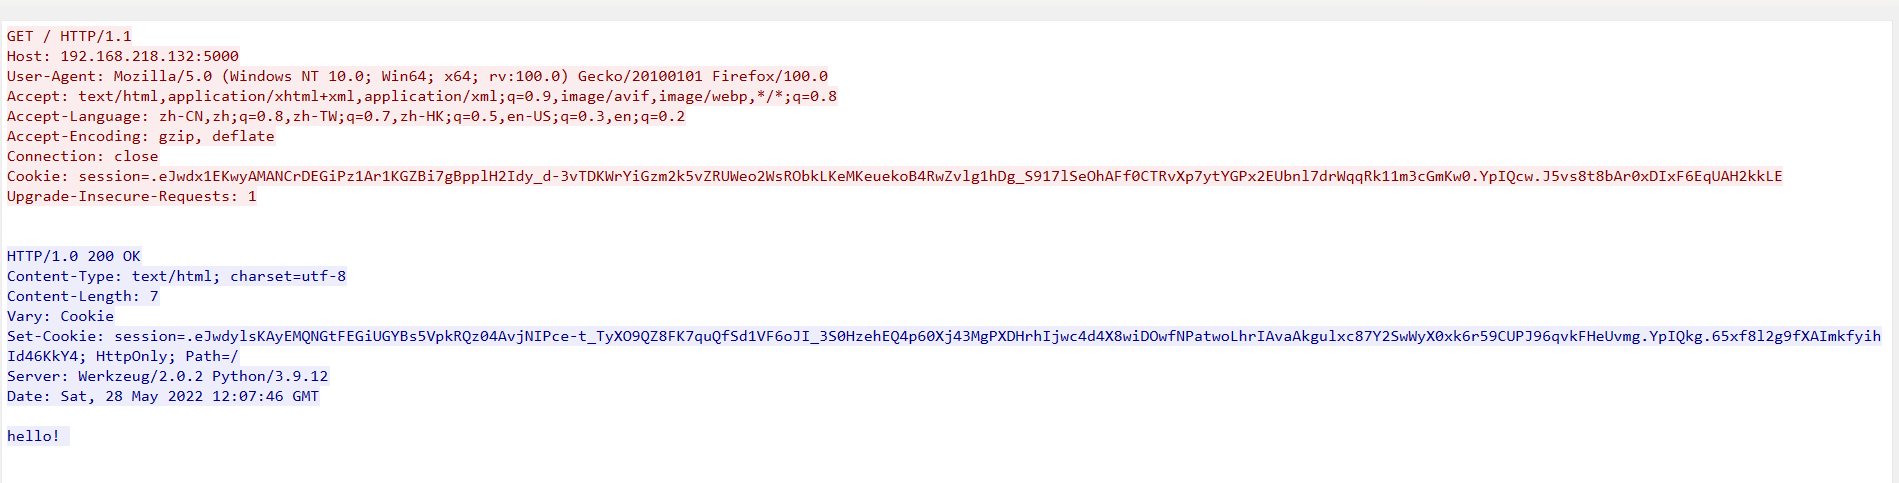 GET / HTTP/1.1
Host: 192.168.218.132:5000
User-Agent: Mozilla/5.0 (Windows NT 10.0; Win64; x64; rv:100.0) Gecko/20100101 Firefox/100.0
Accept: text/html,application/xhtml+xml,application/xml;q=0.9,image/avif,image/webp,*/*;q=0.8
Accept-Language: zh-CN,zh;q=0.8,zh-TW;q=0.7,zh-HK;q=0.5,en-US;q=0.3,en;q=0.2
Accept-Encoding: gzip, deflate
Connection: close
Cookie: session=.eJwdx1EKwyAMANCrDEGiPz1Ar1KGZBi7gBpplH2Idy_d-3vTDKWrYiGzm2k5vZRUWeo2WsRObkLKeMKeuekoB4RwZvlg1hDg_S917lSeOhAFf0CTRvXp7ytYGPx2EUbnl7drWqqRk11m3cGmKw0.YpIQcw.J5vs8t8bAr0xDIxF6EqUAH2kkLE
Upgrade-Insecure-Requests: 1
HTTP/1.0 200 OK
Content-Type: text/html; charset=utf-8
Content-Length: 7
Vary: Cookie
Set-Cookie: session=.eJwdylsKAyEMQNGtFEGiUGYBs5VpkRQz04AvjNIPce-t_TyXO9QZ8FK7quQfSd1VF6oJI_3S0HzehEQ4p60Xj43MgPXDHrhIjwc4d4X8wiDOwfNPatwoLhrIAvaAkgulxc87Y2SwWyX0xk6r59CUPJ96qvkFHeUvmg.YpIQkg.65xf8l2g9fXAImkfyih
Id46KkY4; HttpOnly; Path=/
Server: Werkzeug/2.0.2 Python/3.9.12
Date: Sat, 28 May 2022 12:07:46 GMT
hello!